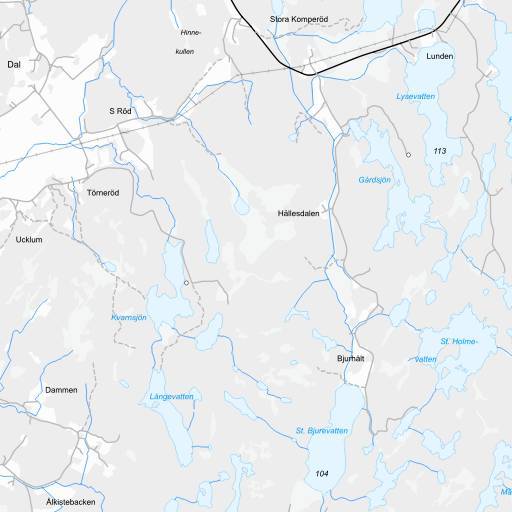 Stora Komperöd
Hinne-
kullen
Lunden
Dal
Lysevatten
S Röd
113
Gårdsjön
Törneröd
Hällesdalen
Ucklum
Kvarnsjön
St. Holme-
vatten
Bjurhält
Dammen
Långevatten
St. Bjurevatten
104
Ålkistebacken